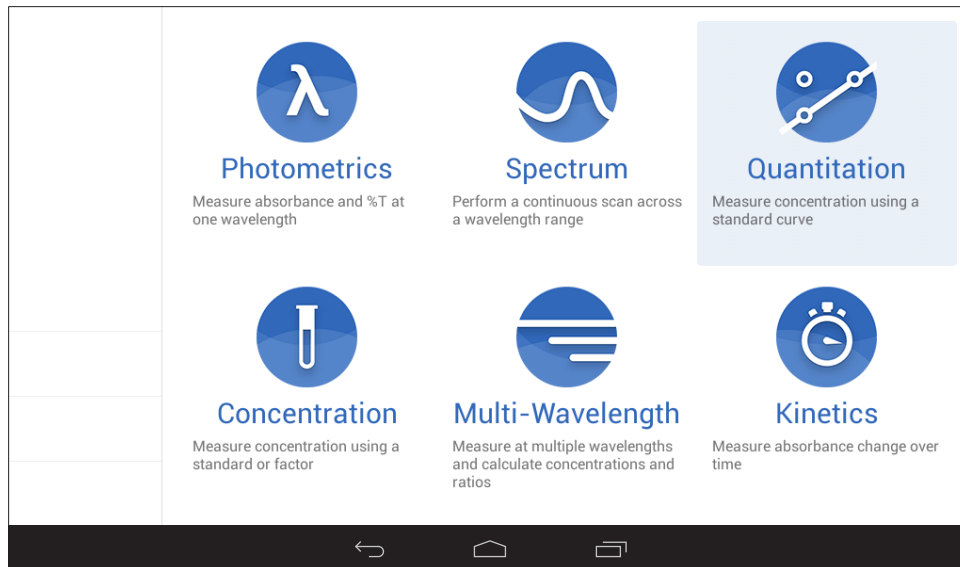 λ
Photometrics
Measure absorbance and %T at
one wavelength
Spectrum
Perform a continuous scan across
a wavelength range
Quantitation
Measure concentration using a
standard curve
Concentration
Measure concentration using a
standard or factor
Multi-Wavelength
Measure at multiple wavelengths
and calculate concentrations and
ratios
Kinetics
Measure absorbance change over
time